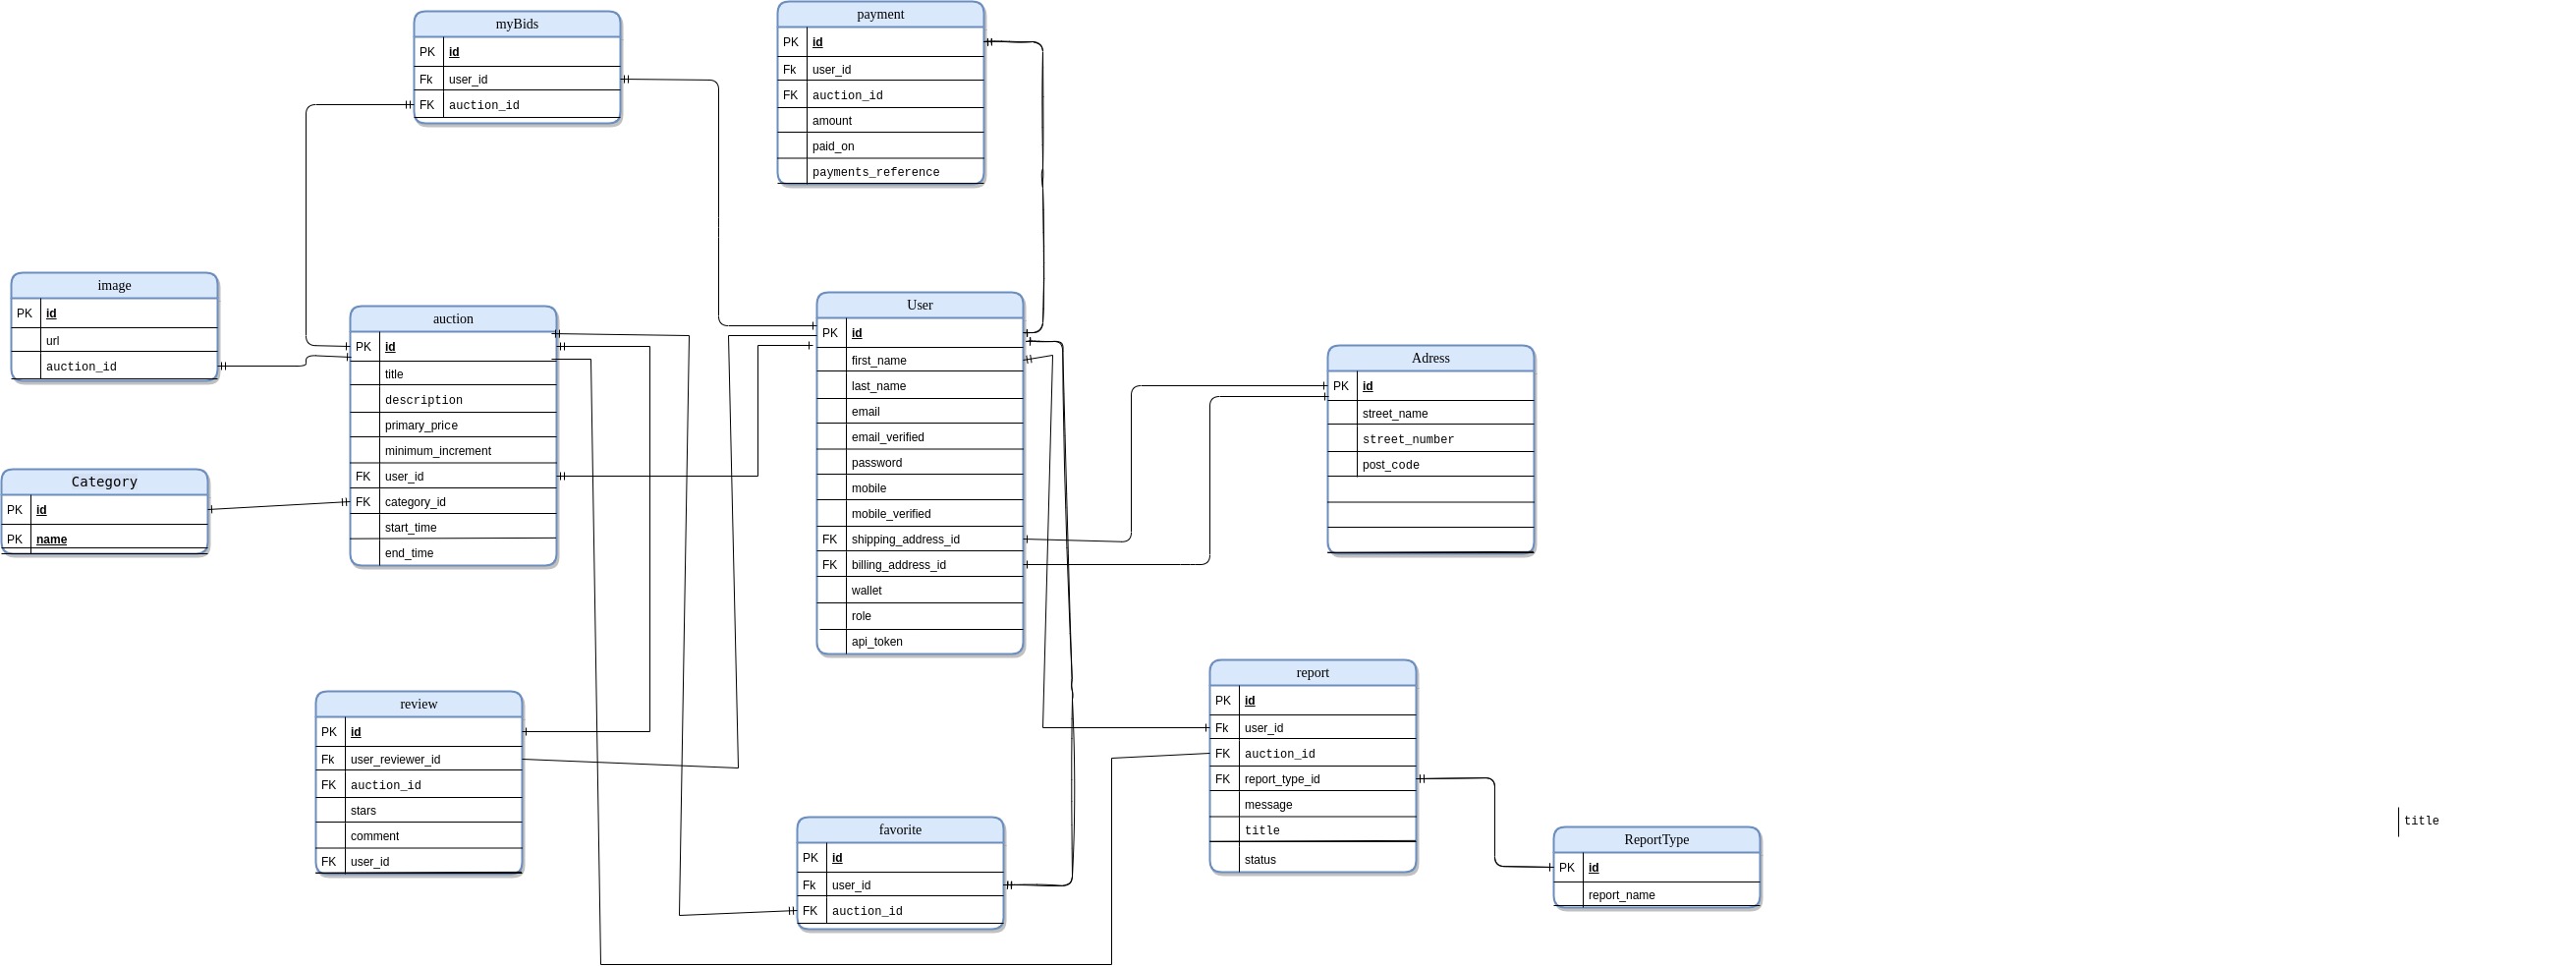 myBids
PK id
Fk user_id
FK auction_id
payment
PK id
Fk user_id
FK auction_id
amount
paid_on
payments_reference
image
PK id
url
auction_id
auction
PK id
title
description
primary_price
minimum_increment
FK user_id
FK category_id
start_time
end_time
User
PK id
first_name
last_name
email
email_verified
password
mobile
mobile_verified
FK shipping_address_id
FK billing_address_id
wallet
role
api_token
Adress
PK id
street_name
street_number
post_code
Category
PK id
PK name
review
PK id
Fk user_reviewer_id
FK auction_id
stars
comment
FK user_id
favorite
PK id
Fk user_id
FK auction_id
report
PK id
Fk user_id
FK auction_id
FK report_type_id
message
title
status
ReportType
PK id
report_name
title